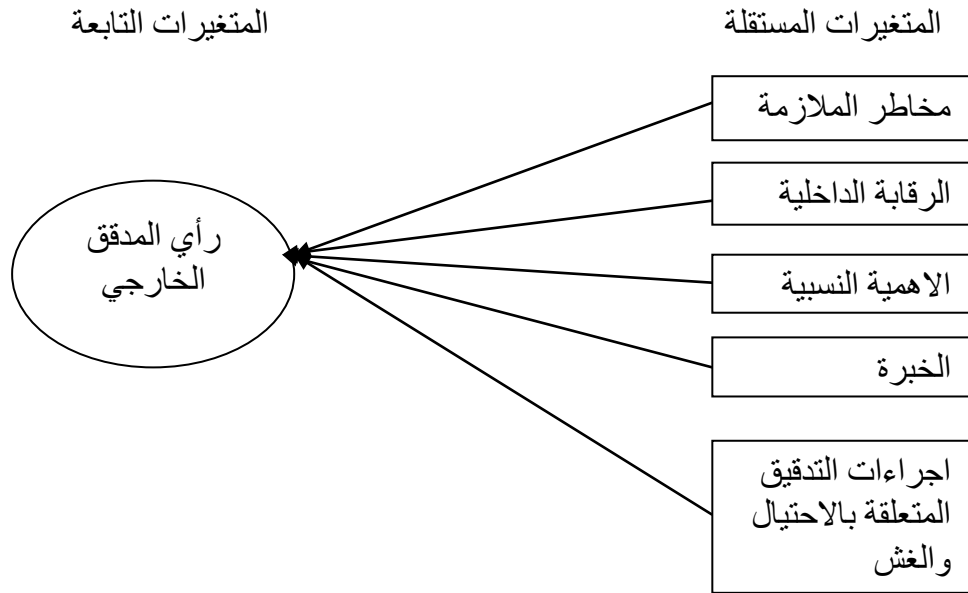 المتغيرات المستقلة
المتغيرات التابعة
مخاطر الملازمة
الرقابة الداخلية
الاهمية النسبية
الخبرة
اجراءات التدقيق
المتعلقة بالاحتيال
والغش
رأي المدقق
الخارجي